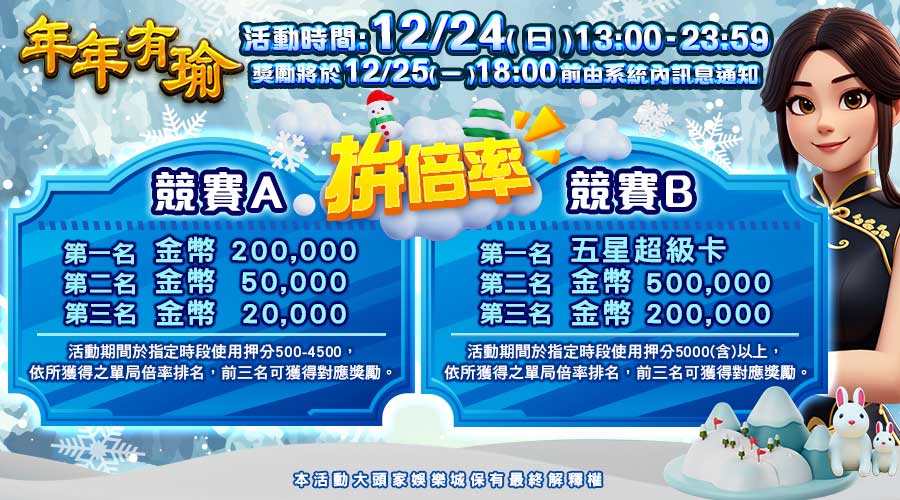 年年有瑜
活動時間:12/24(日)13:00-23:59
獎勵將於12/25(一)18:00前由系統內訊息通知
拚倍率
競賽A
第一名 金幣 200,000
第二名 金幣 50,000
第三名 金幣 20,000
活動期間於指定時段使用押分500-4500，
依所獲得之單局倍率排名，前三名可獲得對應獎勵。
競賽B
第一名 五星超級卡
第二名 金幣 500,000
第三名 金幣 200,000
活動期間於指定時段使用押分5000(含)以上，
依所獲得之單局倍率排名，前三名可獲得對應獎勵。
本活動大頭家娛樂城保有最終解釋權